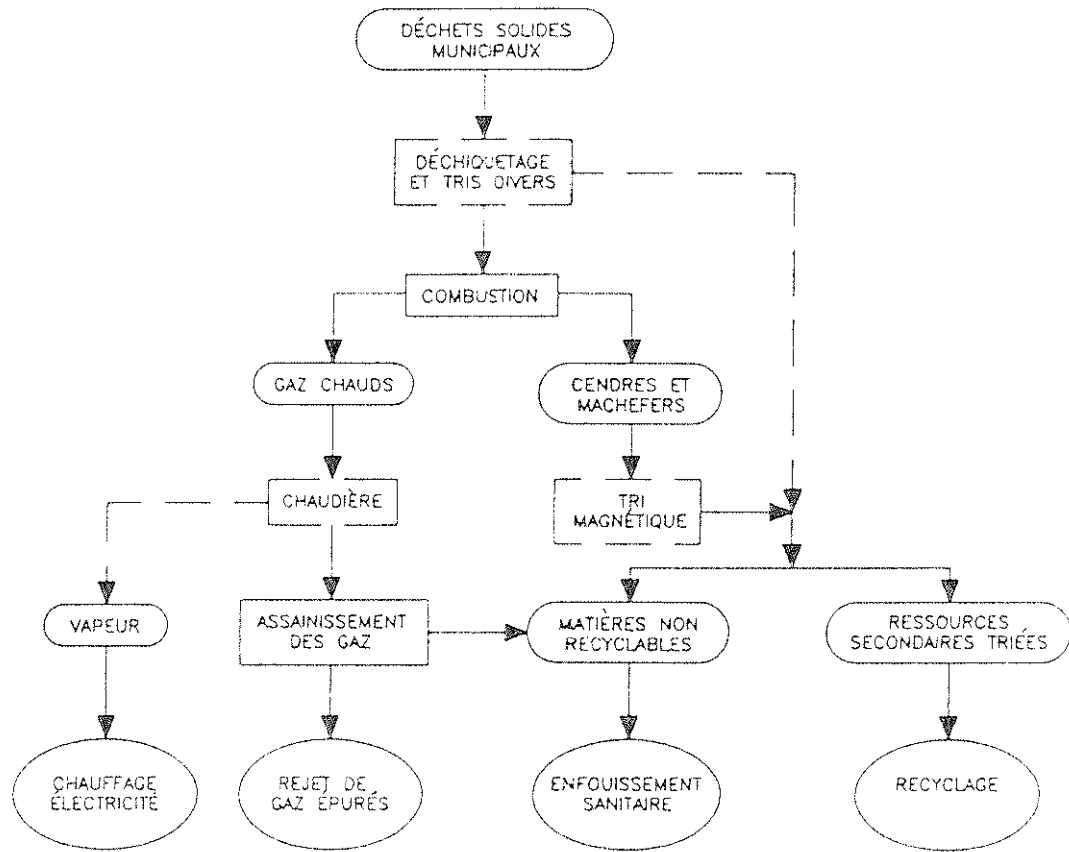 DÉCHETS SOLIDES
MUNICIPAUX
DÉCHIQUETAGE
ET TRIS DIVERS
COMBUSTION
GAZ CHAUDS
CENDRES ET
MACHEFERS
CHAUDIÈRE
TRI
MAGNÉTIQUE
VAPEUR
ASSAINISSEMENT
DES GAZ
MATIÈRES NON
RECYCLABLES
RESSOURCES
SECONDAIRES TRIÉES
CHAUFFAGE
ÉLECTRICITÉ
REJET DE
GAZ ÉPURÉS
ENFOUISSEMENT
SANITAIRE
RECYCLAGE